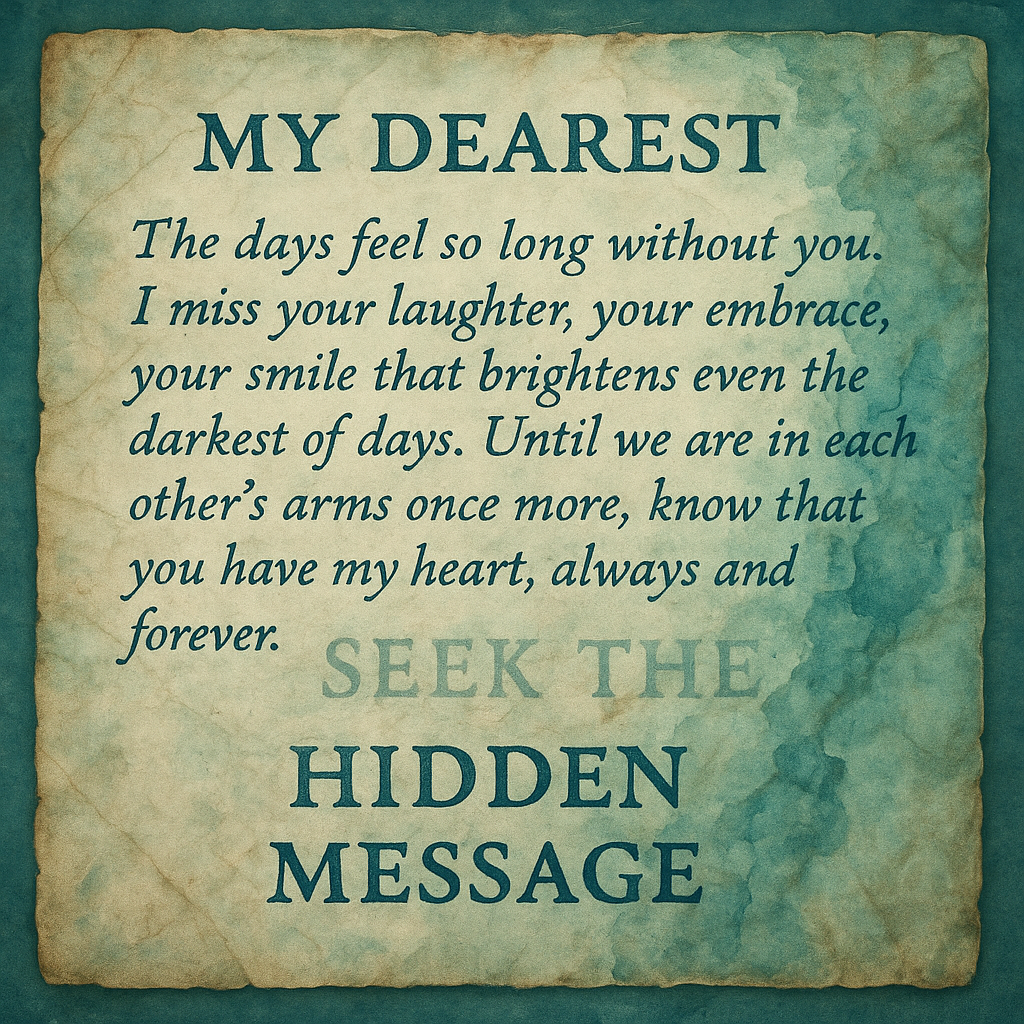 MY DEAREST
The days feel so long without you.
I miss your laughter, your embrace,
your smile that brightens even the
darkest of days. Until we are in each
other's arms once more, know that
you have my heart, always and
forever.
SEEK THE
HIDDEN
MESSAGE